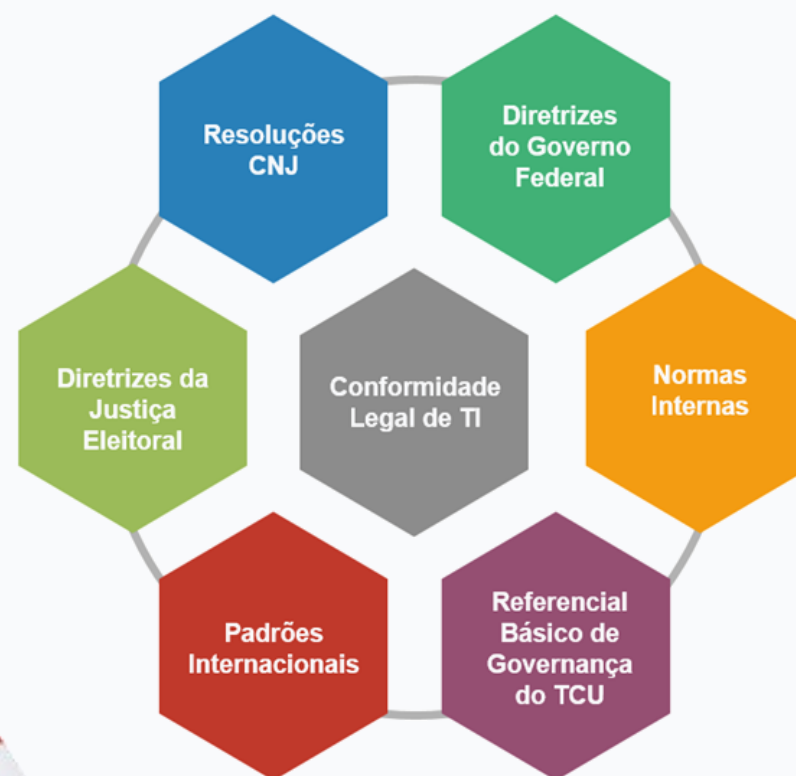 Resoluções
CNJ
Diretrizes
do Governo
Federal
Diretrizes da
Justiça
Eleitoral
Conformidade
Legal de TI
Normas
Internas
Padrões
Internacionais
Referencial
Básico de
Governança
do TCU